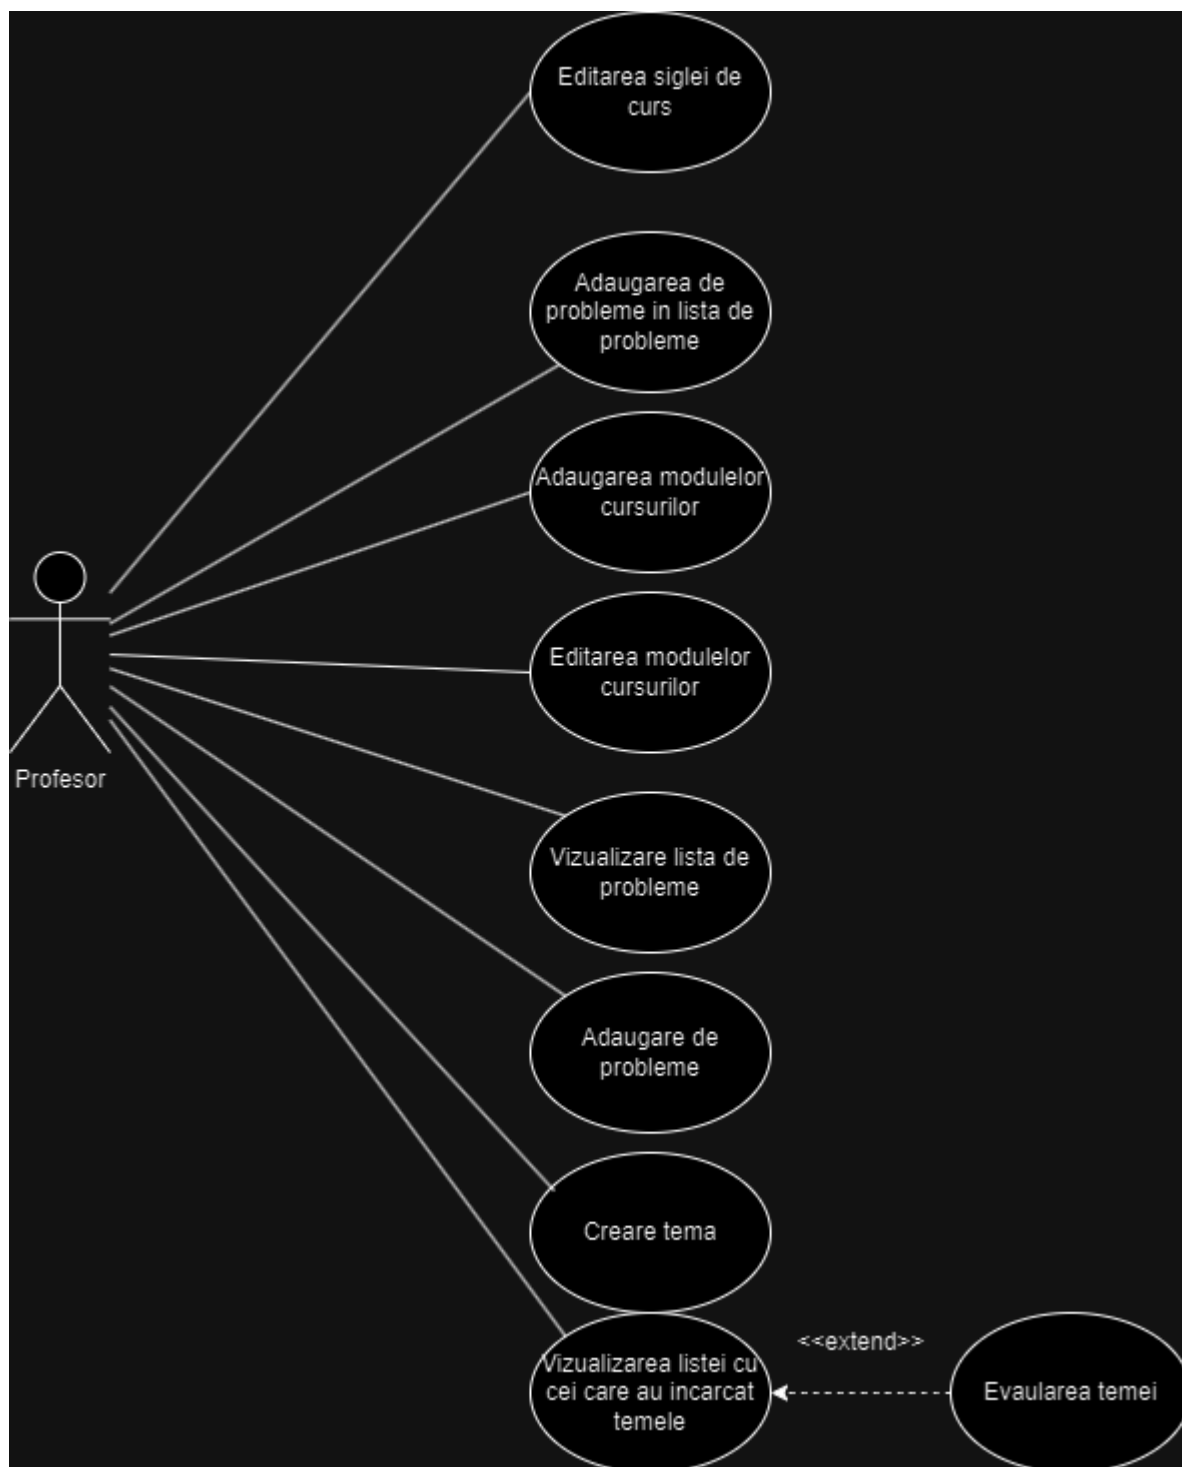 Editarea siglei de
curs
Adaugarea de
probleme in lista de
probleme
Adaugarea modulelor
cursurilor
Editarea modulelor
cursurilor
Profesor
Vizualizare lista de
probleme
Adaugare de
probleme
Creare tema
<<extend>>
Vizualizarea listei cu
cei care au incarcat
temele
Evaularea temei